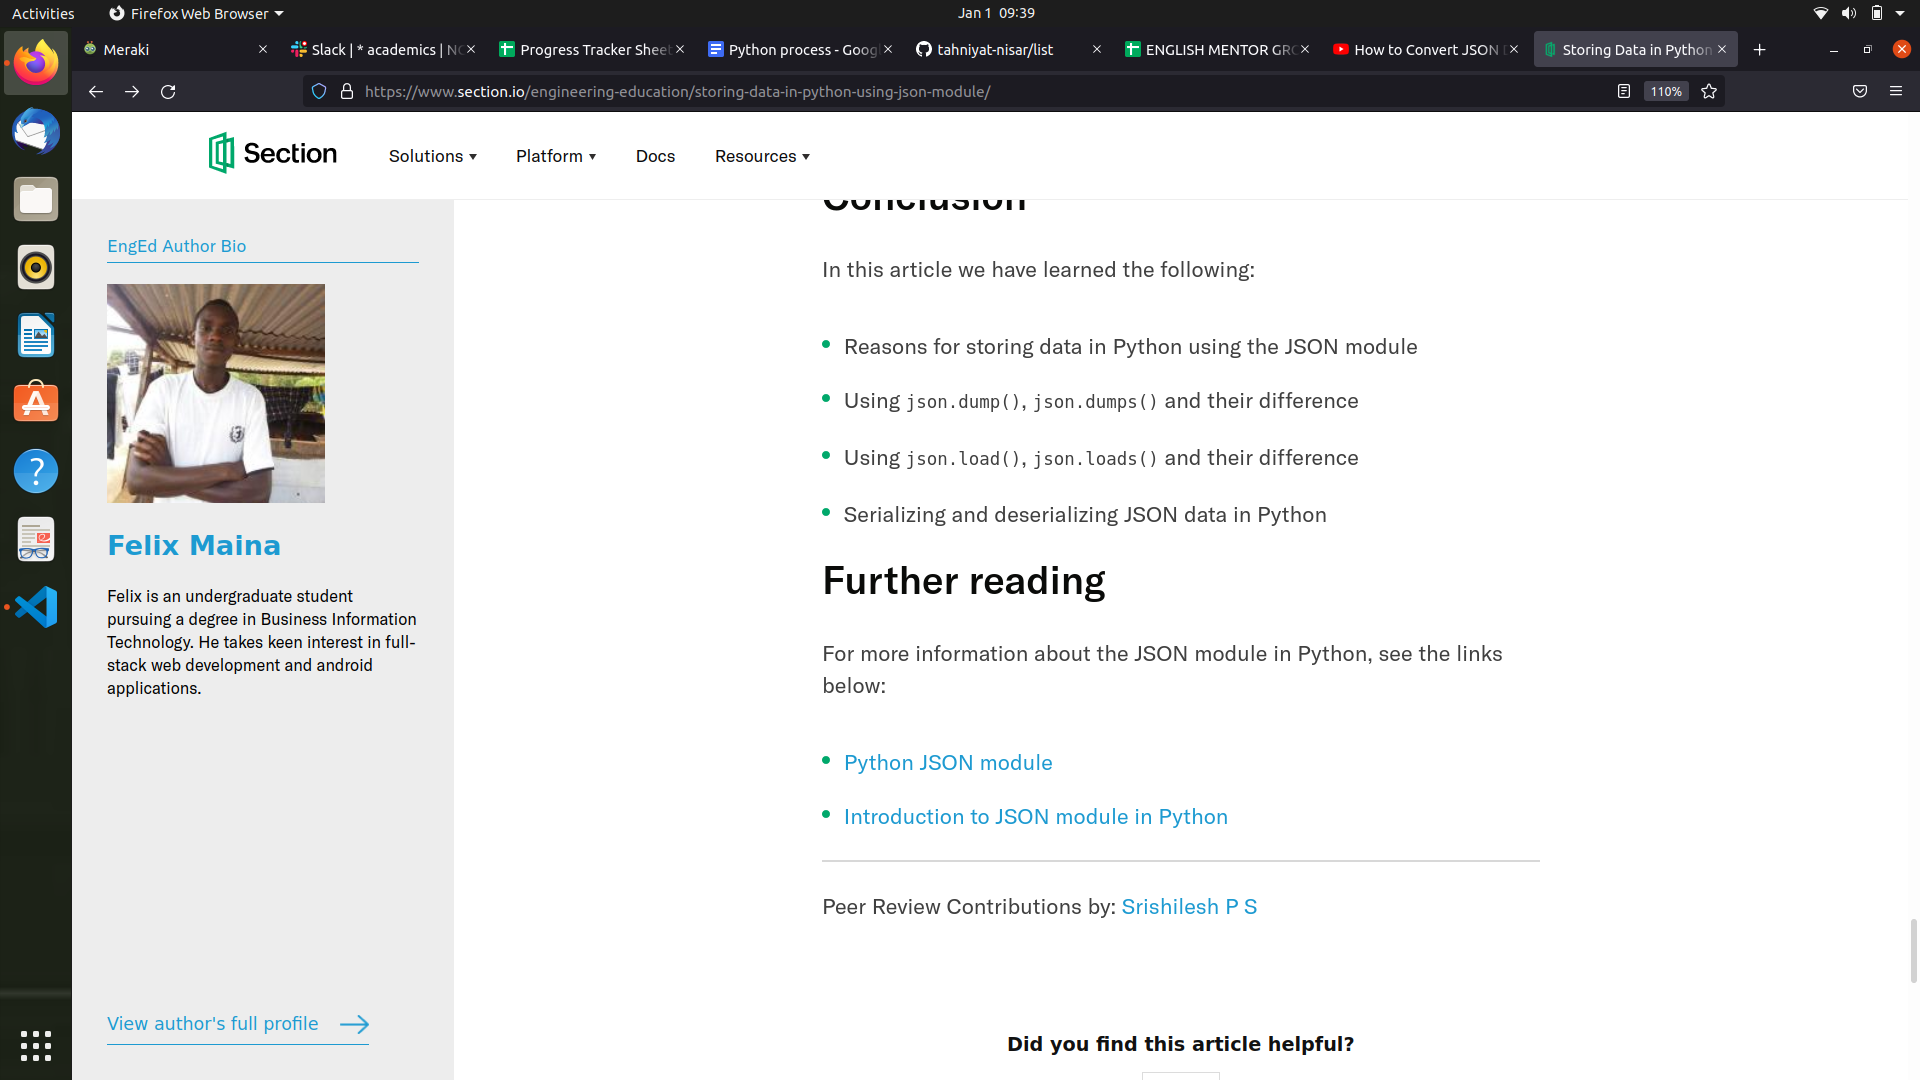 Activities
Firefox Web Browser
Jan 1 09:39
Meraki
Slack | * academics | NG
Progress Tracker Sheet
Python process - Goog
tahniyat-nisar/list
ENGLISH MENTOR GR
How to Convert JSON
Storing Data in Python
https://www.section.io/engineering-education/storing-data-in-python-using-json-module/
110%
Section
Solutions
Platform
Docs
Resources
EngEd Author Bio
Felix Maina
Felix is an undergraduate student
pursuing a degree in Business Information
Technology. He takes keen interest in full-
stack web development and android
applications.
View author's full profile
Conclusion
In this article we have learned the following:
Reasons for storing data in Python using the JSON module
Using json.dump(), json.dumps() and their difference
Using json.load(), json.loads() and their difference
Serializing and deserializing JSON data in Python
Further reading
For more information about the JSON module in Python, see the links
below:
Python JSON module
Introduction to JSON module in Python
Peer Review Contributions by: Srishilesh P S
Did you find this article helpful?